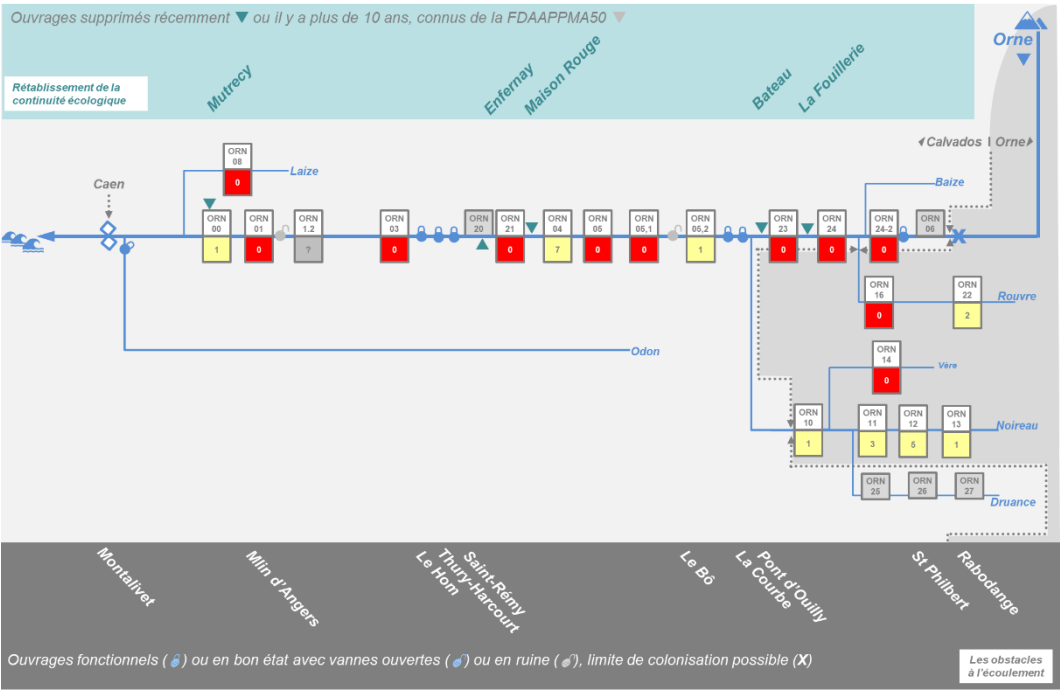 Ouvrages supprimés récemment ▼ ou il y a plus de 10 ans, connus de la FDAAPPMA50 ▼
Orne
Rétablissement de la
continuité écologique
Mutrecy
Enfernay
Maison Rouge
Bateau
La Fouillerie
Calvados | Orne
Caen
ORN
08
0
Laize
Baize
ORN
00
1
ORN
01
0
ORN
1.2
?
ORN
03
0
ORN
20
ORN
21
0
ORN
04
7
ORN
05
0
ORN
05,1
0
ORN
05,2
1
ORN
23
0
ORN
24
0
ORN
24-2
0
ORN
06
X
ORN
16
0
ORN
22
2
Rouvre
Odon
ORN
14
0
Vère
ORN
10
1
ORN
11
3
ORN
12
5
ORN
13
1
Noireau
ORN
25
ORN
26
ORN
27
Druance
Montalivet
Mlin d'Angers
Le Hom
Thury-Harcourt
Saint-Rémy
Le Bô
La Courbe
Pont d'Ouilly
St Philbert
Rabodange
Ouvrages fonctionnels ( ) ou en bon état avec vannes ouvertes ( ) ou en ruine ( ), limite de colonisation possible (X)
Les obstacles
à l'écoulement